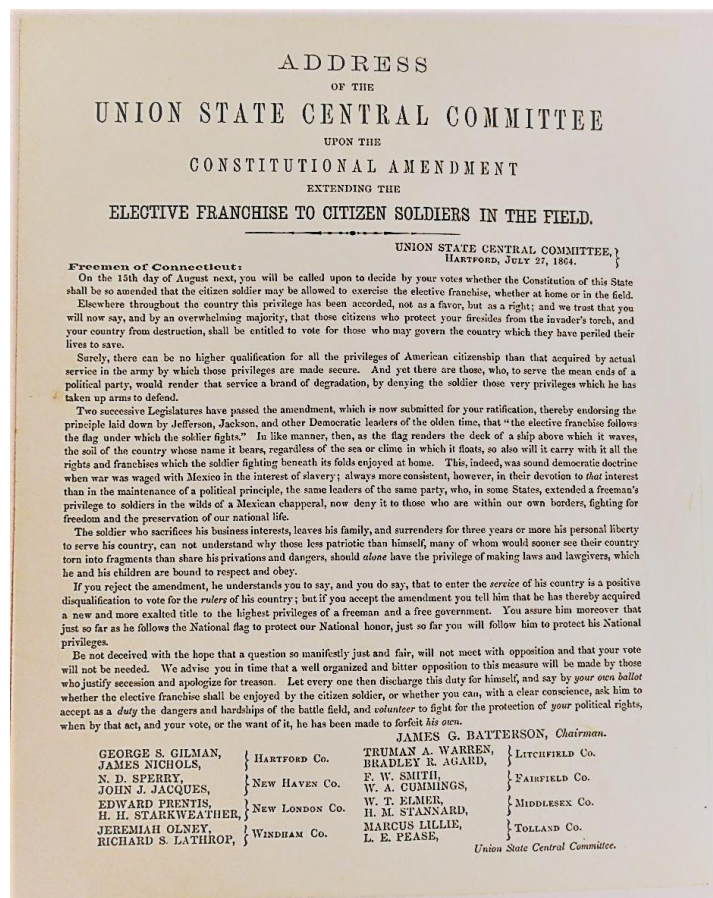 ADDRESS
OF THE
UNION STATE CENTRAL COMMITTEE
UPON THE
CONSTITUTIONAL AMENDMENT
EXTENDING THE
ELECTIVE FRANCHISE TO CITIZEN SOLDIERS IN THE FIELD.
UNION STATE CENTRAL COMMITTEE,
HARTFORD, JULY 27, 1864.
Freemen of Connecticut:
On the 15th day of August next, you will be called upon to decide by your votes whether the Constitution of this State
shall be so amended that the citizen soldier may be allowed to exercise the elective franchise, whether at home or in the field.
Elsewhere throughout the country this privilege has been accorded, not as a favor, but as a right; and we trust that you
will now say, and by an overwhelming majority, that those citizens who protect your firesides from the invader's torch, and
your country from destruction, shall be entitled to vote for those who may govern the country which they have periled their
lives to save.
Surely, there can be no higher qualification for all the privileges of American citizenship than that acquired by actual
service in the army by which those privileges are made secure. And yet there are those, who, to serve the mean ends of a
political party, would render that service a brand of degradation, by denying the soldier those very privileges which he has
taken up arms to defend.
Two successive Legislatures have passed the amendment, which is now submitted for your ratification, thereby endorsing the
principle laid down by Jefferson, Jackson, and other Democratic leaders of the olden time, that "the elective franchise follows
the flag under which the soldier fights." In like manner, then, as the flag renders the deck of a ship above which it waves,
the soil of the country whose name it bears, regardless of the sea or clime in which it floats, so also will it carry with it all the
rights and franchises which the soldier fighting beneath its folds enjoyed at home. This, indeed, was sound democratic doctrine
when war was waged with Mexico in the interest of slavery; always more consistent, however, in their devotion to that interest
than in the maintenance of a political principle, the same leaders of the same party, who, in some States, extended a freeman's
privilege to soldiers in the wilds of a Mexican chapperal, now deny it to those who are within our own borders, fighting for
freedom and the preservation of our national life.
The soldier who sacrifices his business interests, leaves his family, and surrenders for three years or more his personal liberty
to serve his country, can not understand why those less patriotic than himself, many of whom would sooner see their country
torn into fragments than share his privations and dangers, should alone have the privilege of making laws and lawgivers, which
he and his children are bound to respect and obey.
If you reject the amendment, he understands you to say, and you do say, that to enter the service of his country is a positive
disqualification to vote for the rulers of his country; but if you accept the amendment you tell him that he has thereby acquired
a new and more exalted title to the highest privileges of a freeman and a free government. You assure him moreover that
just so far as he follows the National flag to protect our National honor, just so far you will follow him to protect his National
privileges.
Be not deceived with the hope that a question so manifestly just and fair, will not meet with opposition and that your vote
will not be needed. We advise you in time that a well organized and bitter opposition to this measure will be made by those
who justify secession and apologize for treason. Let every one then discharge this duty for himself, and say by your own ballot
whether the elective franchise shall be enjoyed by the citizen soldier, or whether you can, with a clear conscience, ask him to
accept as a duty the dangers and hardships of the battle field, and volunteer to fight for the protection of your political rights,
when by that act, and your vote, or the want of it, he has been made to forfeit his own.
JAMES G. BATTERSON, Chairman.
GEORGE S. GILMAN,
JAMES NICHOLS,
HARTFORD CO.
N. D. SPERRY,
JOHN J. JACQUES,
NEW HAVEN CO.
EDWARD PRENTIS,
H. H. STARKWEATHER,
NEW LONDON CO.
JEREMIAH OLNEY,
RICHARD S. LATHROP,
WINDHAM CO.
TRUMAN A. WARREN,
BRADLEY R. AGARD,
LITCHFIELD CO.
F. W. SMITH,
W. A. CUMMINGS,
FAIRFIELD CO.
W. T. ELMER,
H. M. STANNARD,
MIDDLESEX CO.
MARCUS LILLIE,
L. E. PEASE,
TOLLAND CO.
Union State Central Committee.